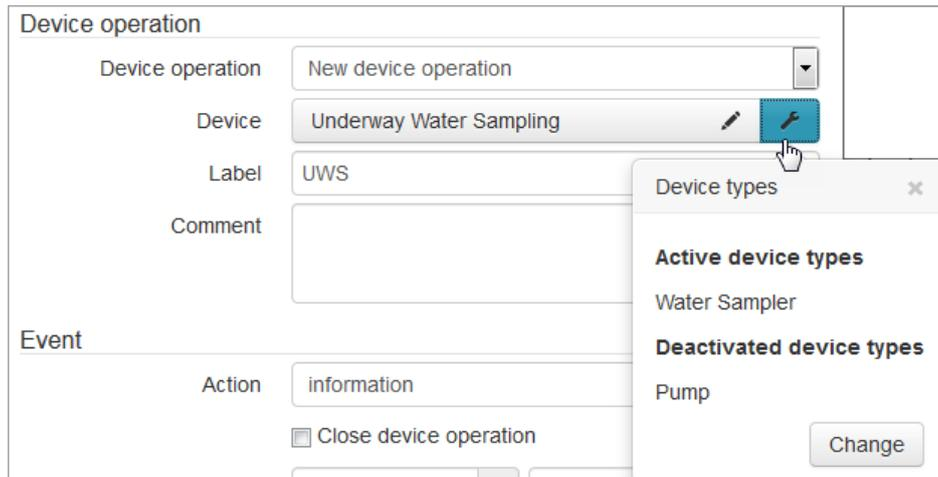 Device operation
Device operation New device operation
Device Underway Water Sampling
Label UWS
Device types ×
Comment
Active device types
Water Sampler
Event
Deactivated device types
Action information
Pump
Close device operation
Change